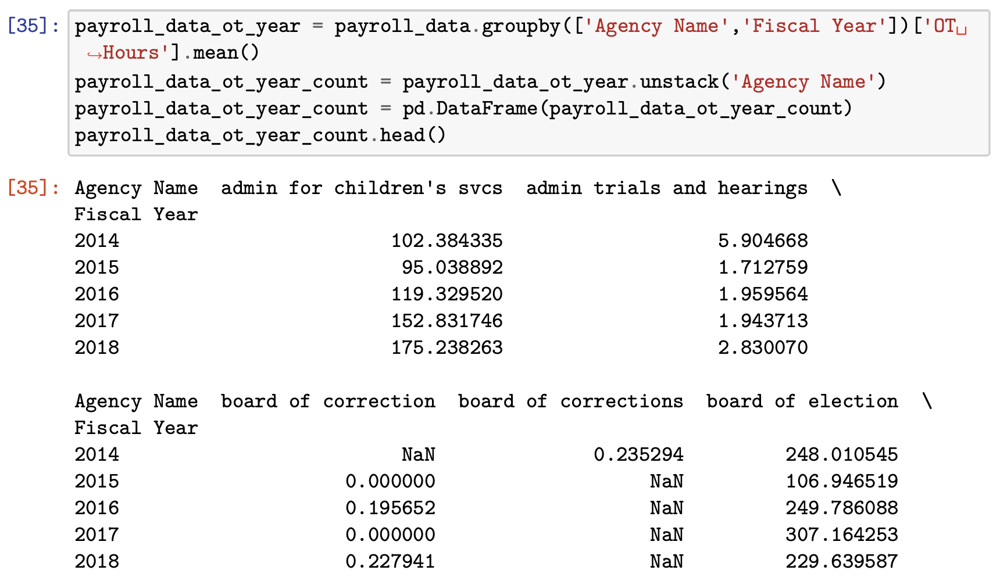 [35]: payroll_data_ot_year = payroll_data.groupby(['Agency Name','Fiscal Year'])['OT␣
↪Hours'].mean()
payroll_data_ot_year_count = payroll_data_ot_year.unstack('Agency Name')
payroll_data_ot_year_count = pd.DataFrame(payroll_data_ot_year_count)
payroll_data_ot_year_count.head()
[35]: Agency Name  admin for children's svcs  admin trials and hearings  \
Fiscal Year
2014                        102.384335                   5.904668
2015                         95.038892                   1.712759
2016                        119.329520                   1.959564
2017                        152.831746                   1.943713
2018                        175.238263                   2.830070
Agency Name  board of correction  board of corrections  board of election  \
Fiscal Year
2014                         NaN              0.235294         248.010545
2015                    0.000000                   NaN         106.946519
2016                    0.195652                   NaN         249.786088
2017                    0.000000                   NaN         307.164253
2018                    0.227941                   NaN         229.639587